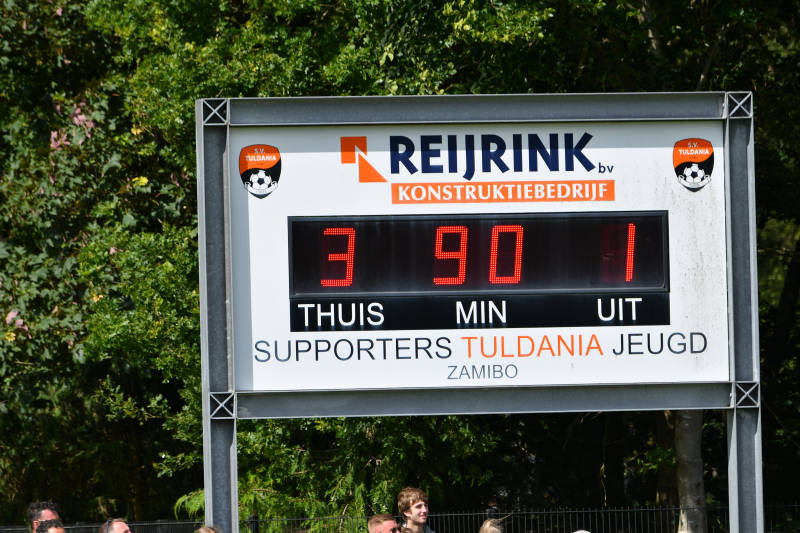 S.V. TULDANIA
REIJRINK bv
KONSTRUKTIEBEDRIJF
S.V. TULDANIA
3 90 1
THUIS MIN UIT
SUPPORTERS TULDANIA JEUGD
ZAMIBO